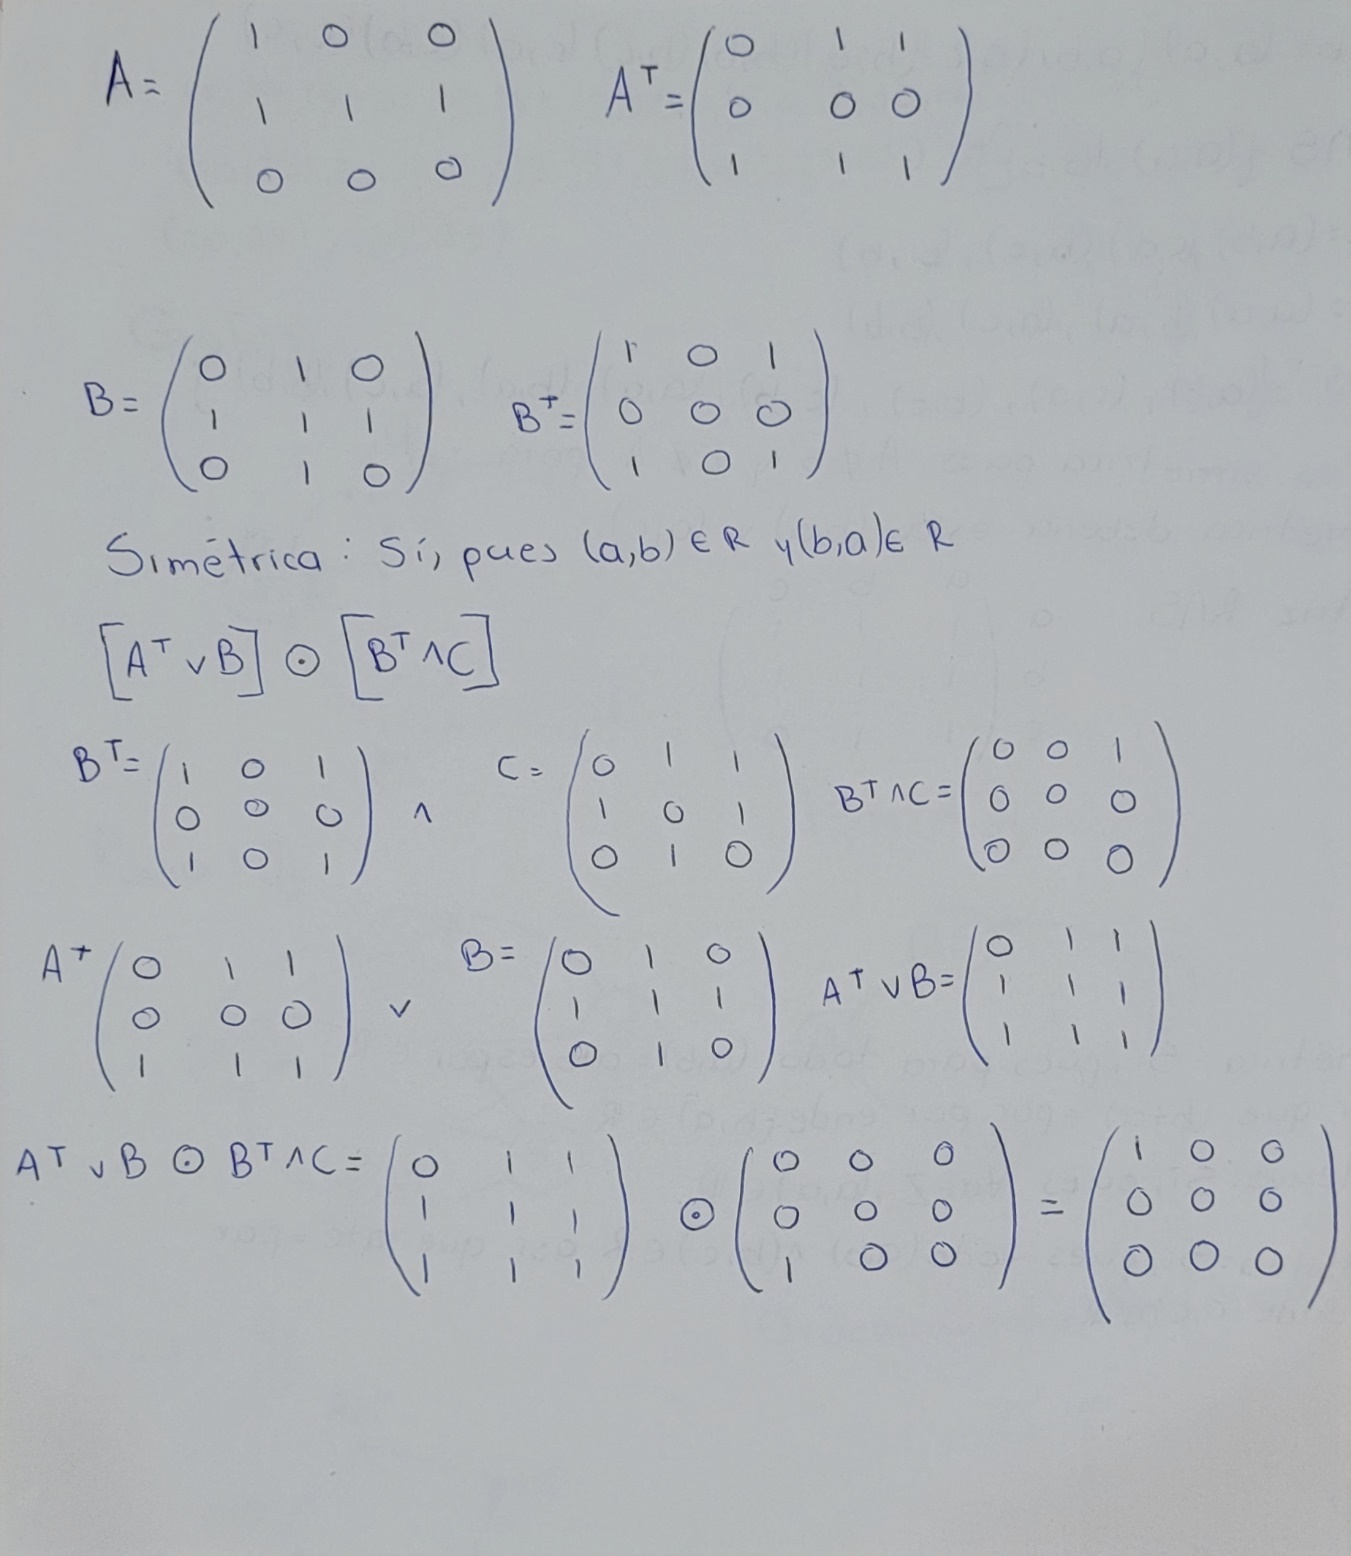 A = ( 1 0 0   A^T = ( 0 1 1
1 1 1   0 0 0
0 0 0 )   1 1 1 )
B = ( 0 1 0   B^T = ( 1 0 1
1 1 1   0 0 0
0 1 0 )   1 0 1 )
Simétrica: Sí, pues (a,b) ∈ R y (b,a) ∈ R
[A^T ∨ B] ⊙ [B^T ∧ C]
B^T = ( 1 0 1   ∧   C = ( 0 1 1   B^T ∧ C = ( 0 0 1
0 0 0   1 0 1   0 0 0
1 0 1 )   0 1 0 )   0 0 0 )
A^T ( 0 1 1   ∨   B = ( 0 1 0   A^T ∨ B = ( 0 1 1
0 0 0   1 1 1   1 1 1
1 1 1 )   0 1 0 )   1 1 1 )
A^T ∨ B ⊙ B^T ∧ C = ( 0 1 1   ⊙   ( 0 0 0   =   ( 1 0 0
1 1 1   0 0 0   0 0 0
1 1 1 )   1 0 0 )   0 0 0 )